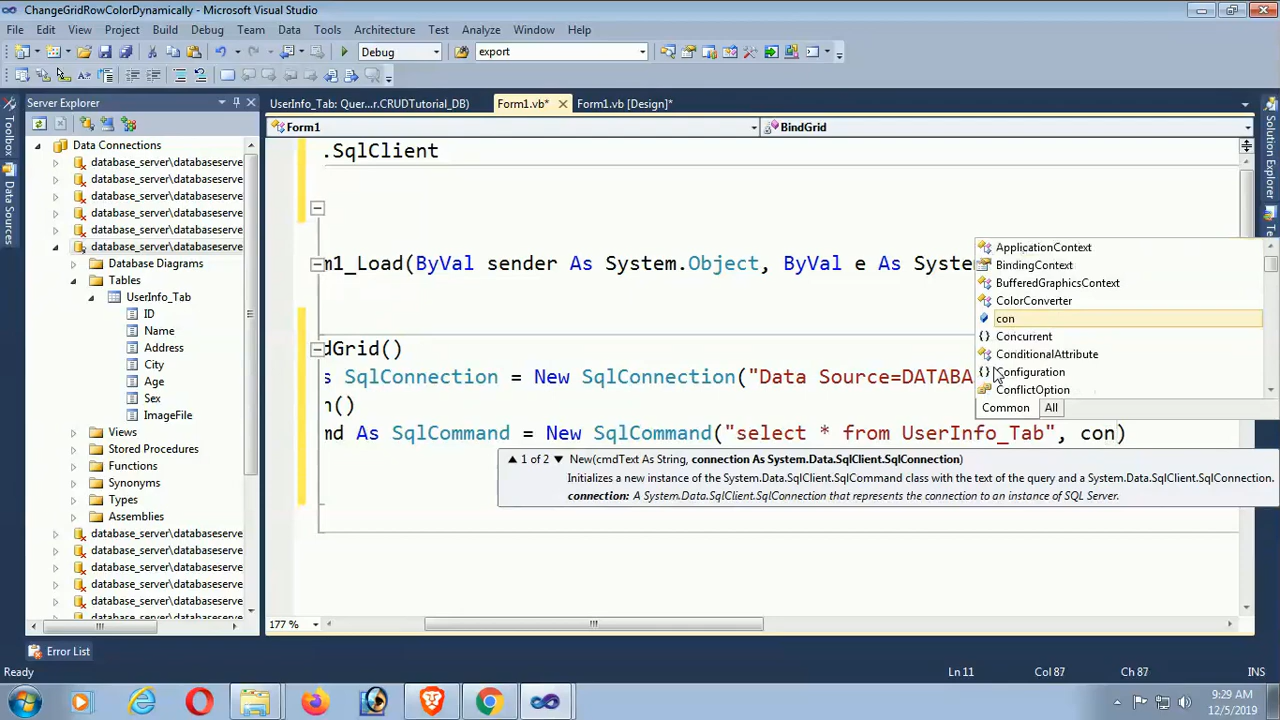 ChangeGridRowColorDynamically - Microsoft Visual Studio
File Edit View Project Build Debug Team Data Tools Architecture Test Analyze Window Help
Debug export
Server Explorer
UserInfo_Tab: Quer...r.CRUDTutorial_DB) Form1.vb* Form1.vb [Design]*
Form1 BindGrid
Toolbox
Data Sources
Solution Explorer
Data Connections
database_server\databaseserve
database_server\databaseserve
database_server\databaseserve
database_server\databaseserve
database_server\databaseserve
database_server\databaseserve
Database Diagrams
Tables
UserInfo_Tab
ID
Name
Address
City
Age
Sex
ImageFile
Views
Stored Procedures
Functions
Synonyms
Types
Assemblies
database_server\databaseserve
database_server\databaseserve
database_server\databaseserve
database_server\databaseserve
database_server\databaseserve
.SqlClient
m1_Load(ByVal sender As System.Object, ByVal e As Syste
dGrid()
s SqlConnection = New SqlConnection("Data Source=DATABA
n()
md As SqlCommand = New SqlCommand("select * from UserInfo_Tab", con)
ApplicationContext
BindingContext
BufferedGraphicsContext
ColorConverter
con
Concurrent
ConditionalAttribute
Configuration
ConflictOption
Common All
1 of 2 New(cmdText As String, connection As System.Data.SqlClient.SqlConnection)
Initializes a new instance of the System.Data.SqlClient.SqlCommand class with the text of the query and a System.Data.SqlClient.SqlConnection.
connection: A System.Data.SqlClient.SqlConnection that represents the connection to an instance of SQL Server.
177 %
Error List
Ready Ln 11 Col 87 Ch 87 INS
9:29 AM
12/5/2019